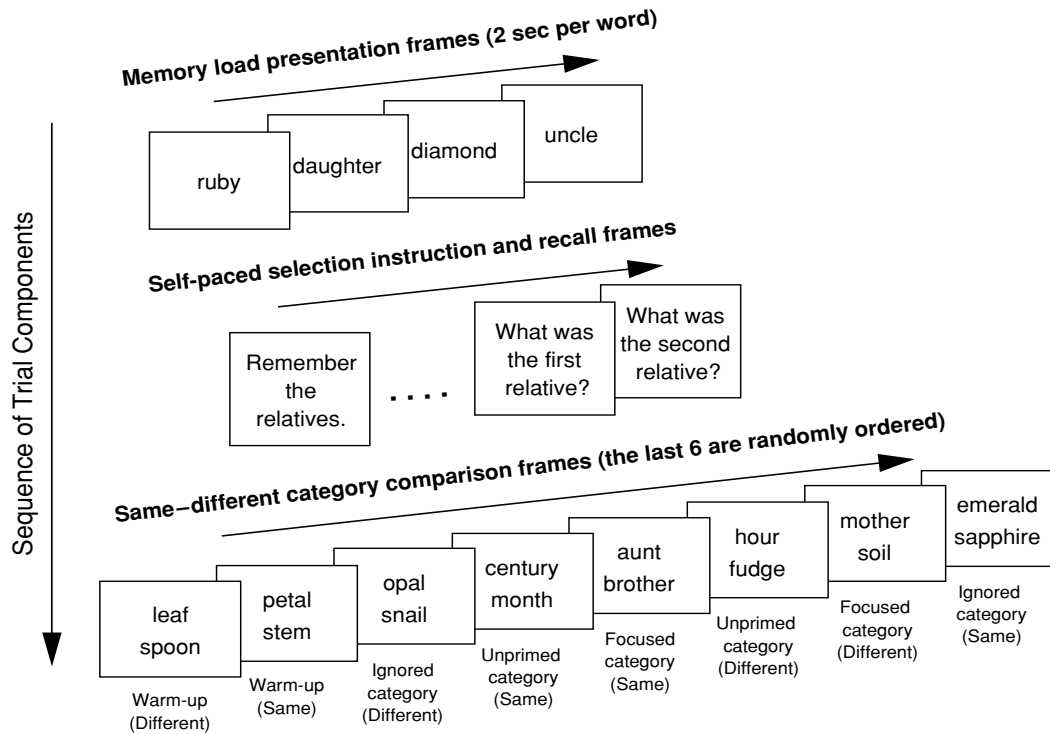 Memory load presentation frames (2 sec per word)
ruby
daughter
diamond
uncle
Sequence of Trial Components
Self-paced selection instruction and recall frames
Remember
the
relatives.
. . . .
What was
the first
relative?
What was
the second
relative?
Same–different category comparison frames (the last 6 are randomly ordered)
leaf
spoon
Warm-up
(Different)
petal
stem
Warm-up
(Same)
opal
snail
Ignored
category
(Different)
century
month
Unprimed
category
(Same)
aunt
brother
Focused
category
(Same)
hour
fudge
Unprimed
category
(Different)
mother
soil
Focused
category
(Different)
emerald
sapphire
Ignored
category
(Same)